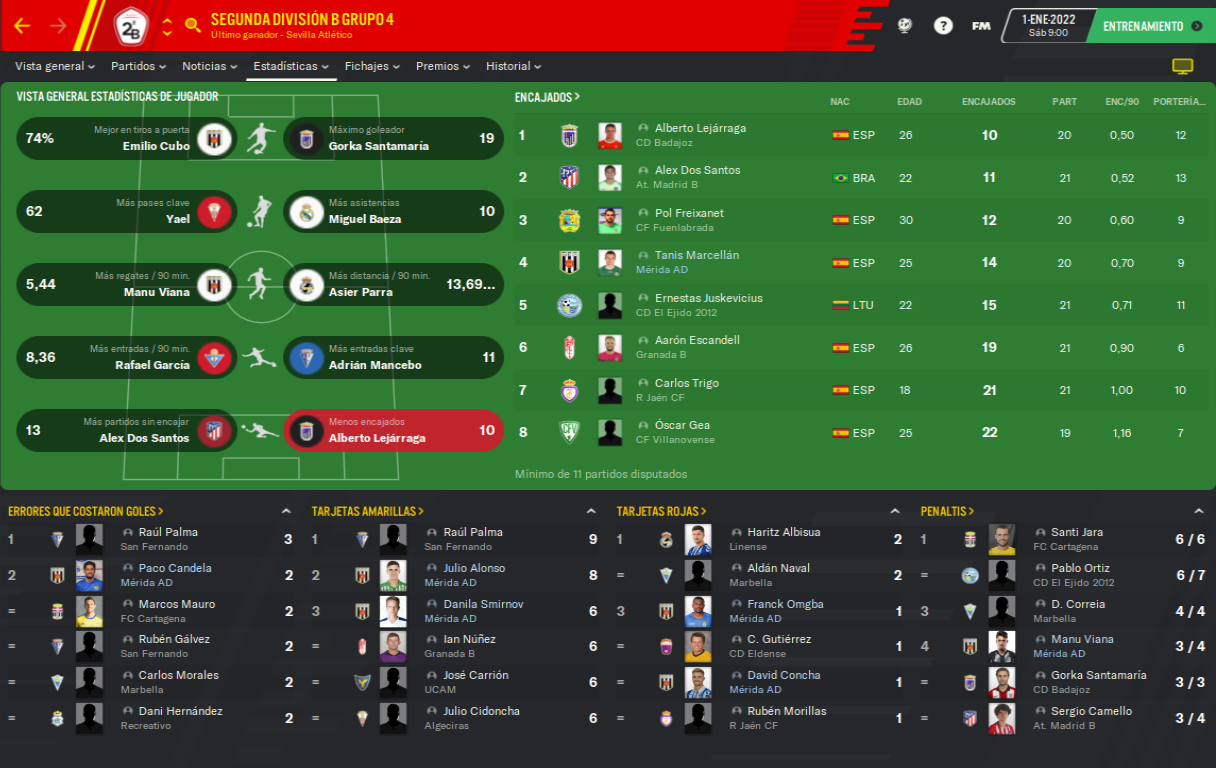 SEGUNDA DIVISIÓN B GRUPO 4
Último ganador - Sevilla Atlético
2ªB
?
FM
1-ENE-2022
Sáb 9:00
ENTRENAMIENTO
Vista general Partidos Noticias Estadísticas Fichajes Premios Historial
VISTA GENERAL ESTADÍSTICAS DE JUGADOR
74% Mejor en tiros a puerta
Emilio Cubo
Máximo goleador
Gorka Santamaría 19
62 Más pases clave
Yael
Más asistencias
Miguel Baeza 10
5,44 Más regates / 90 min.
Manu Viana
Más distancia / 90 min.
Asier Parra 13,69...
8,36 Más entradas / 90 min.
Rafael García
Más entradas clave
Adrián Mancebo 11
13 Más partidos sin encajar
Alex Dos Santos
Menos encajados
Alberto Lejárraga 10
ENCAJADOS > NAC EDAD ENCAJADOS PART ENC/90 PORTERÍA...
1 Alberto Lejárraga ESP 26 10 20 0,50 12
CD Badajoz
2 Alex Dos Santos BRA 22 11 21 0,52 13
At. Madrid B
3 Pol Freixanet ESP 30 12 20 0,60 9
CF Fuenlabrada
4 Tanis Marcellán ESP 25 14 20 0,70 9
Mérida AD
5 Ernestas Juskevicius LTU 22 15 21 0,71 11
CD El Ejido 2012
6 Aarón Escandell ESP 26 19 21 0,90 6
Granada B
7 Carlos Trigo ESP 18 21 21 1,00 10
R Jaén CF
8 Óscar Gea ESP 25 22 19 1,16 7
CF Villanovense
Mínimo de 11 partidos disputados
ERRORES QUE COSTARON GOLES >
1 Raúl Palma 3
San Fernando
2 Paco Candela 2
Mérida AD
= Marcos Mauro 2
FC Cartagena
= Rubén Gálvez 2
San Fernando
= Carlos Morales 2
Marbella
= Dani Hernández 2
Recreativo
TARJETAS AMARILLAS >
1 Raúl Palma 9
San Fernando
2 Julio Alonso 8
Mérida AD
3 Danila Smirnov 6
Mérida AD
= Ian Núñez 6
Granada B
= José Carrión 6
UCAM
= Julio Cidoncha 6
Algeciras
TARJETAS ROJAS >
1 Haritz Albisua 2
Linense
= Aldán Naval 2
Marbella
3 Franck Omgba 1
Mérida AD
= C. Gutiérrez 1
CD Eldense
= David Concha 1
Mérida AD
= Rubén Morillas 1
R Jaén CF
PENALTIS >
1 Santi Jara 6 / 6
FC Cartagena
= Pablo Ortiz 6 / 7
CD El Ejido 2012
3 D. Correia 4 / 4
Marbella
4 Manu Viana 3 / 4
Mérida AD
= Gorka Santamaría 3 / 3
CD Badajoz
= Sergio Camello 3 / 4
At. Madrid B